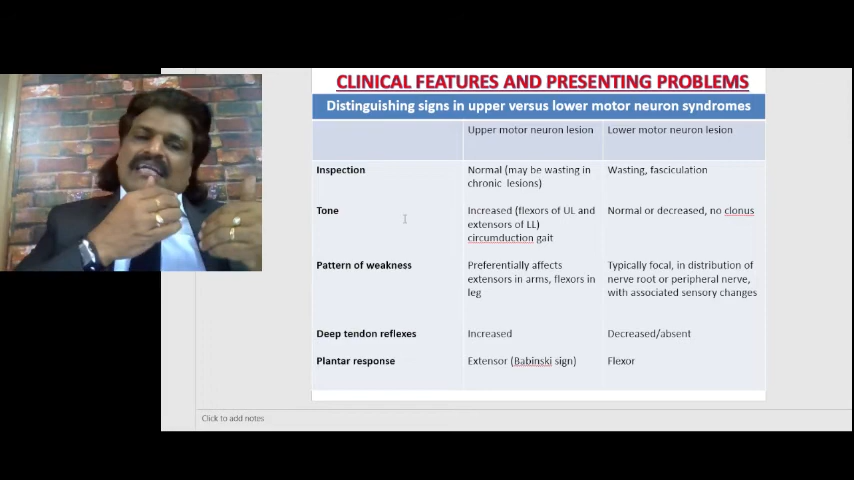 CLINICAL FEATURES AND PRESENTING PROBLEMS
Distinguishing signs in upper versus lower motor neuron syndromes
Upper motor neuron lesion
Lower motor neuron lesion
Inspection
Normal (may be wasting in
chronic lesions)
Wasting, fasciculation
Tone
Increased (flexors of UL and
extensors of LL)
circumduction gait
Normal or decreased, no clonus
Pattern of weakness
Preferentially affects
extensors in arms, flexors in
leg
Typically focal, in distribution of
nerve root or peripheral nerve,
with associated sensory changes
Deep tendon reflexes
Increased
Decreased/absent
Plantar response
Extensor (Babinski sign)
Flexor
Click to add notes